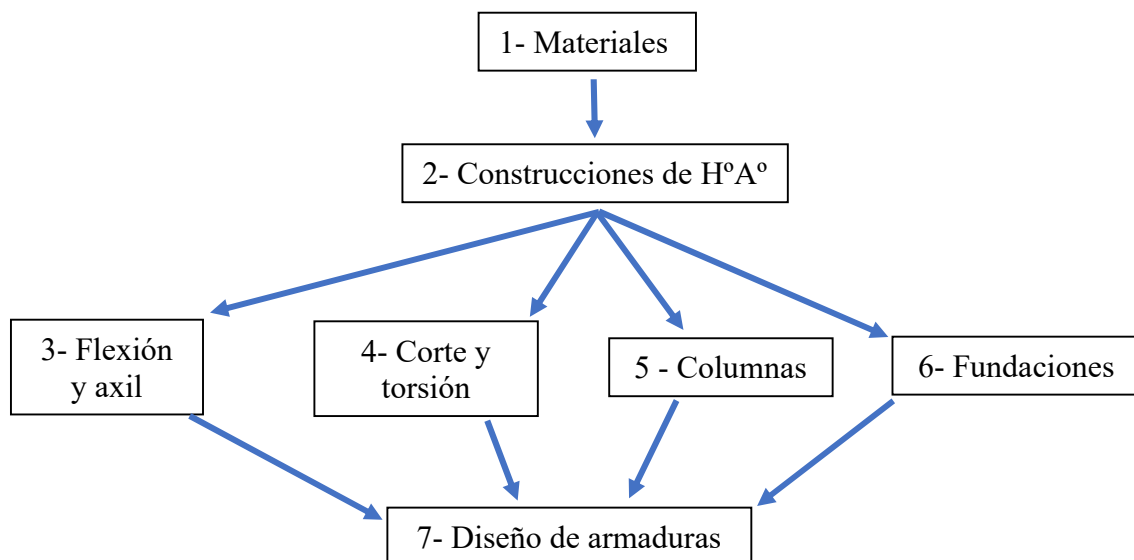 1- Materiales
2- Construcciones de HºAº
3- Flexión
y axil
4- Corte y
torsión
5 - Columnas
6- Fundaciones
7- Diseño de armaduras